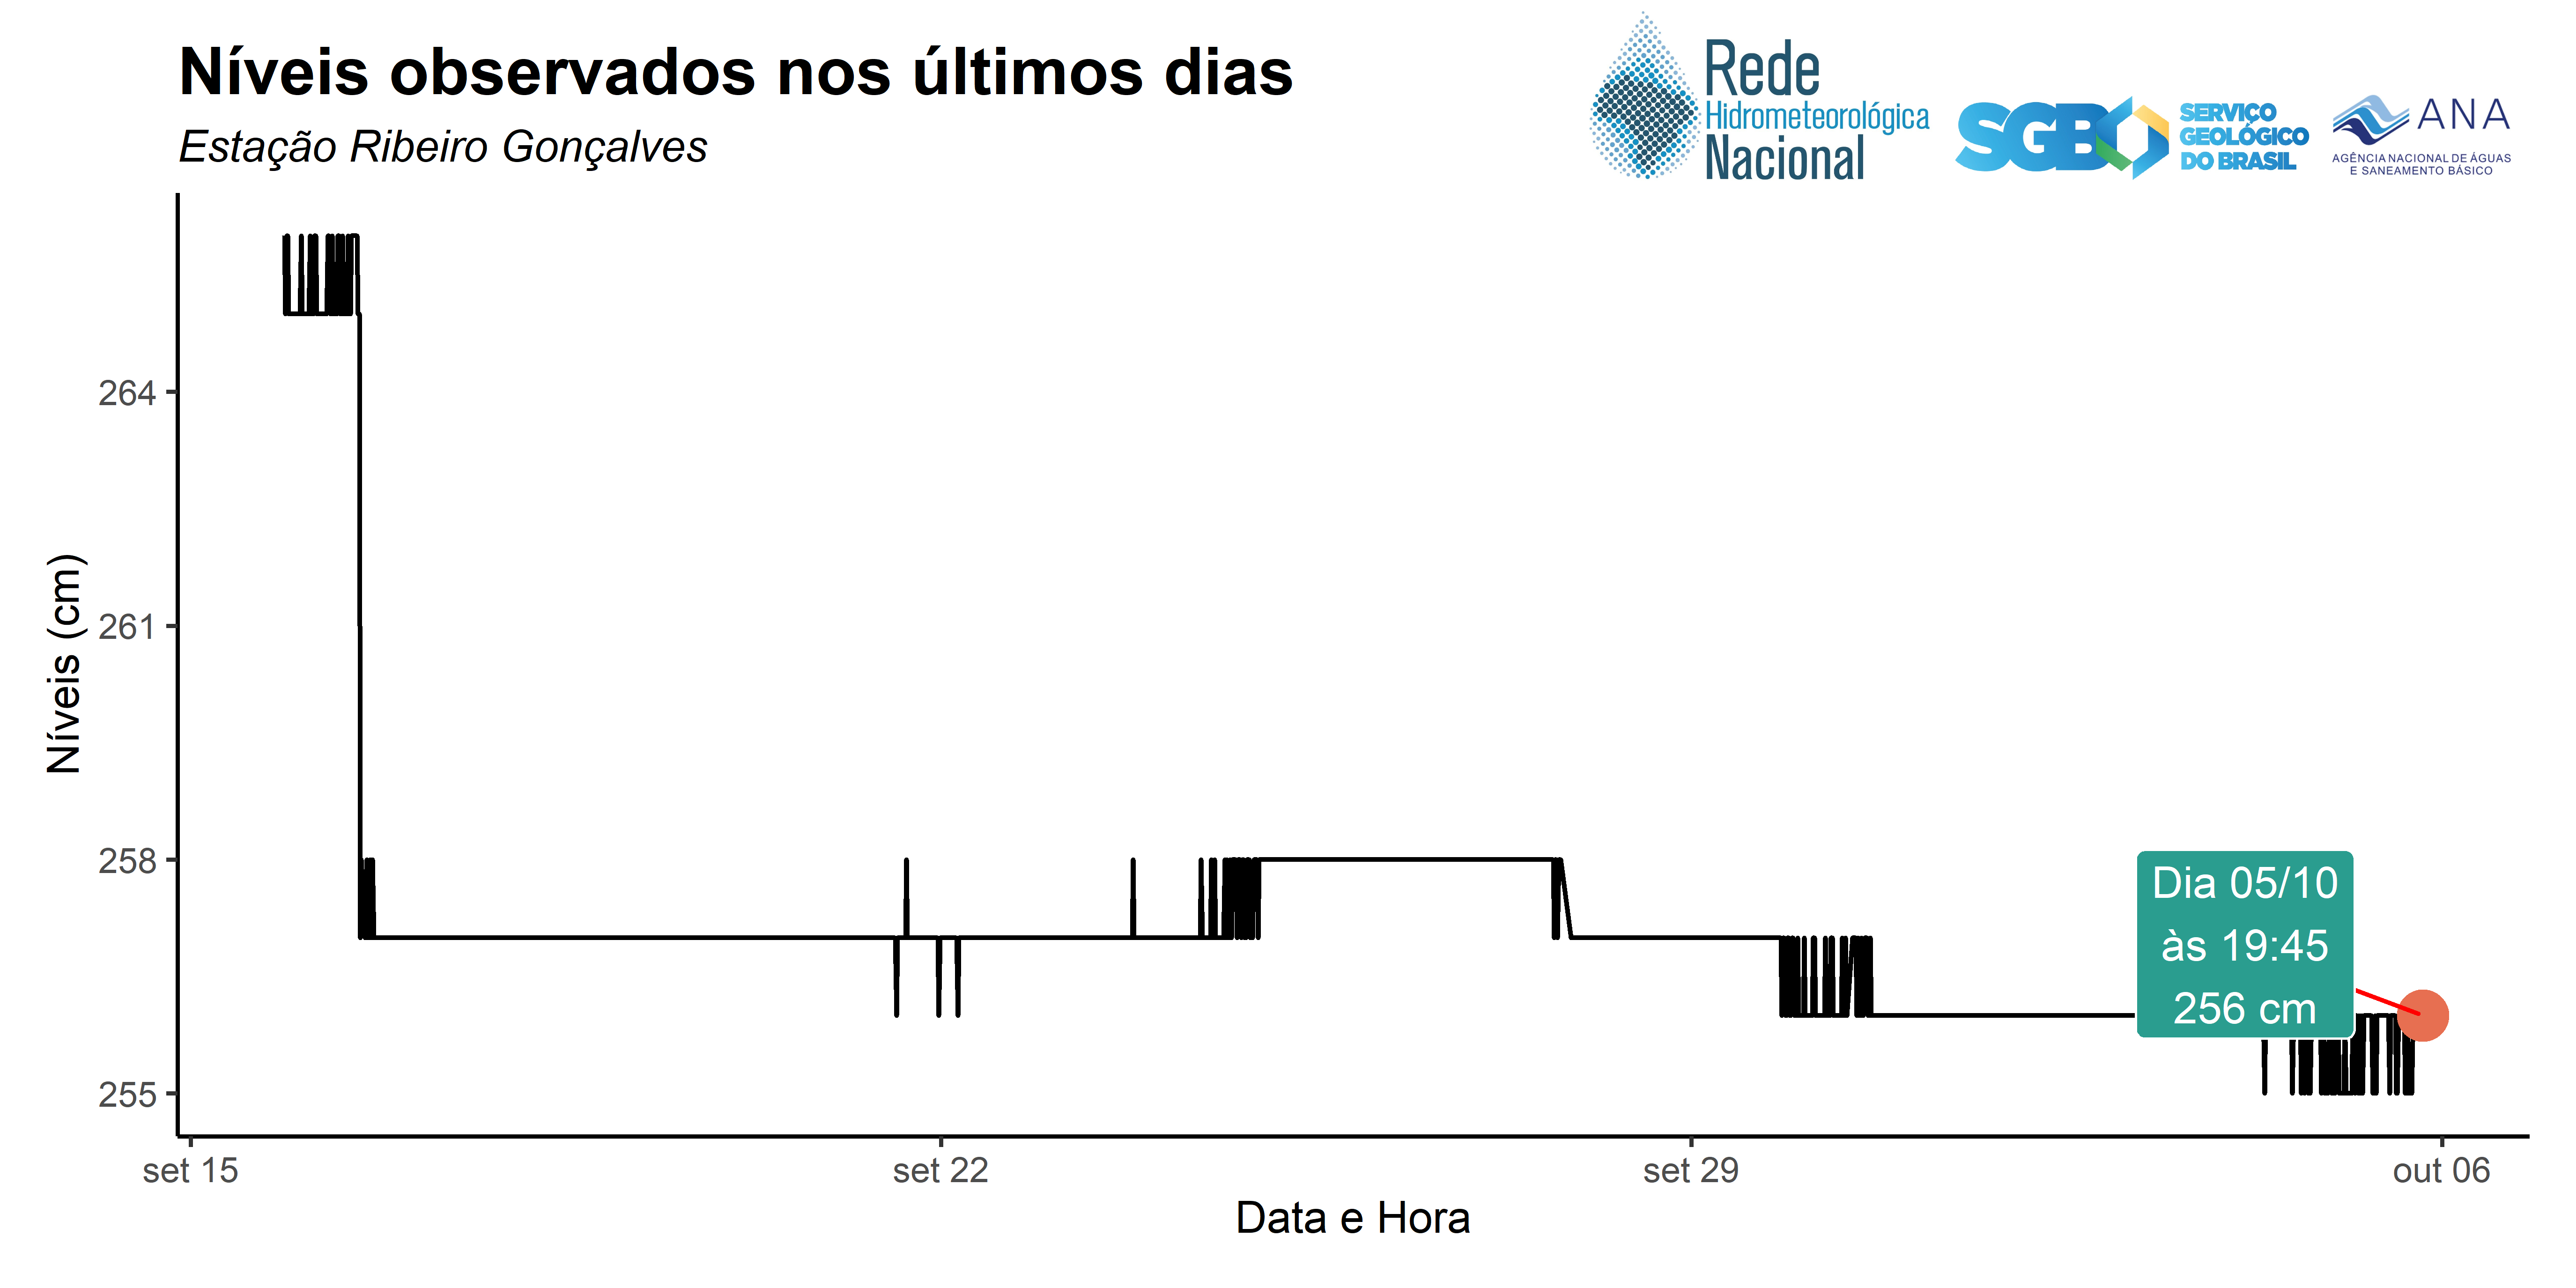 Níveis observados nos últimos dias
Estação Ribeiro Gonçalves
Rede
Hidrometeorológica
Nacional
SGB
SERVIÇO
GEOLÓGICO
DO BRASIL
ANA
AGÊNCIA NACIONAL DE ÁGUAS
E SANEAMENTO BÁSICO
Níveis (cm)
264
261
258
255
Dia 05/10
às 19:45
256 cm
set 15
set 22
set 29
out 06
Data e Hora